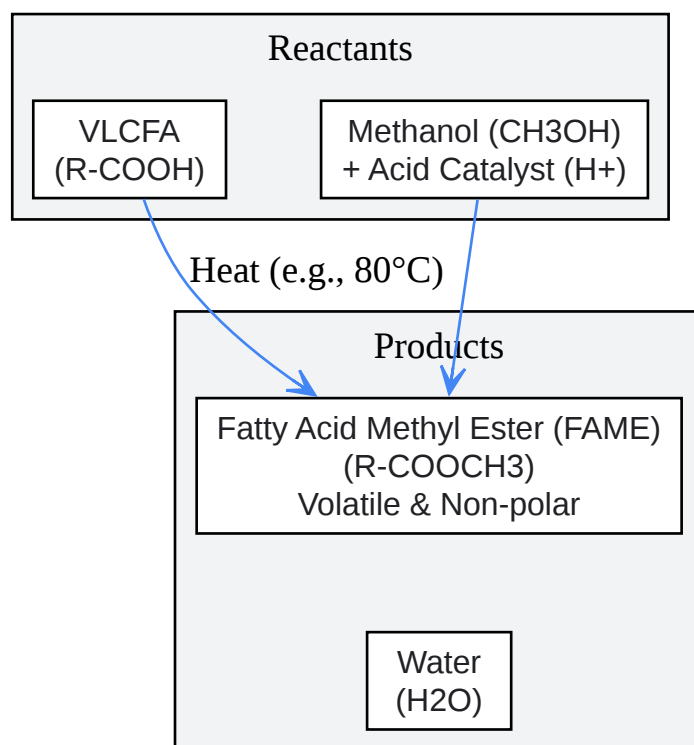 Reactants
VLCFA
(R-COOH)
Methanol (CH3OH)
+ Acid Catalyst (H+)
Heat (e.g., 80°C)
Products
Fatty Acid Methyl Ester (FAME)
(R-COOCH3)
Volatile & Non-polar
Water
(H2O)